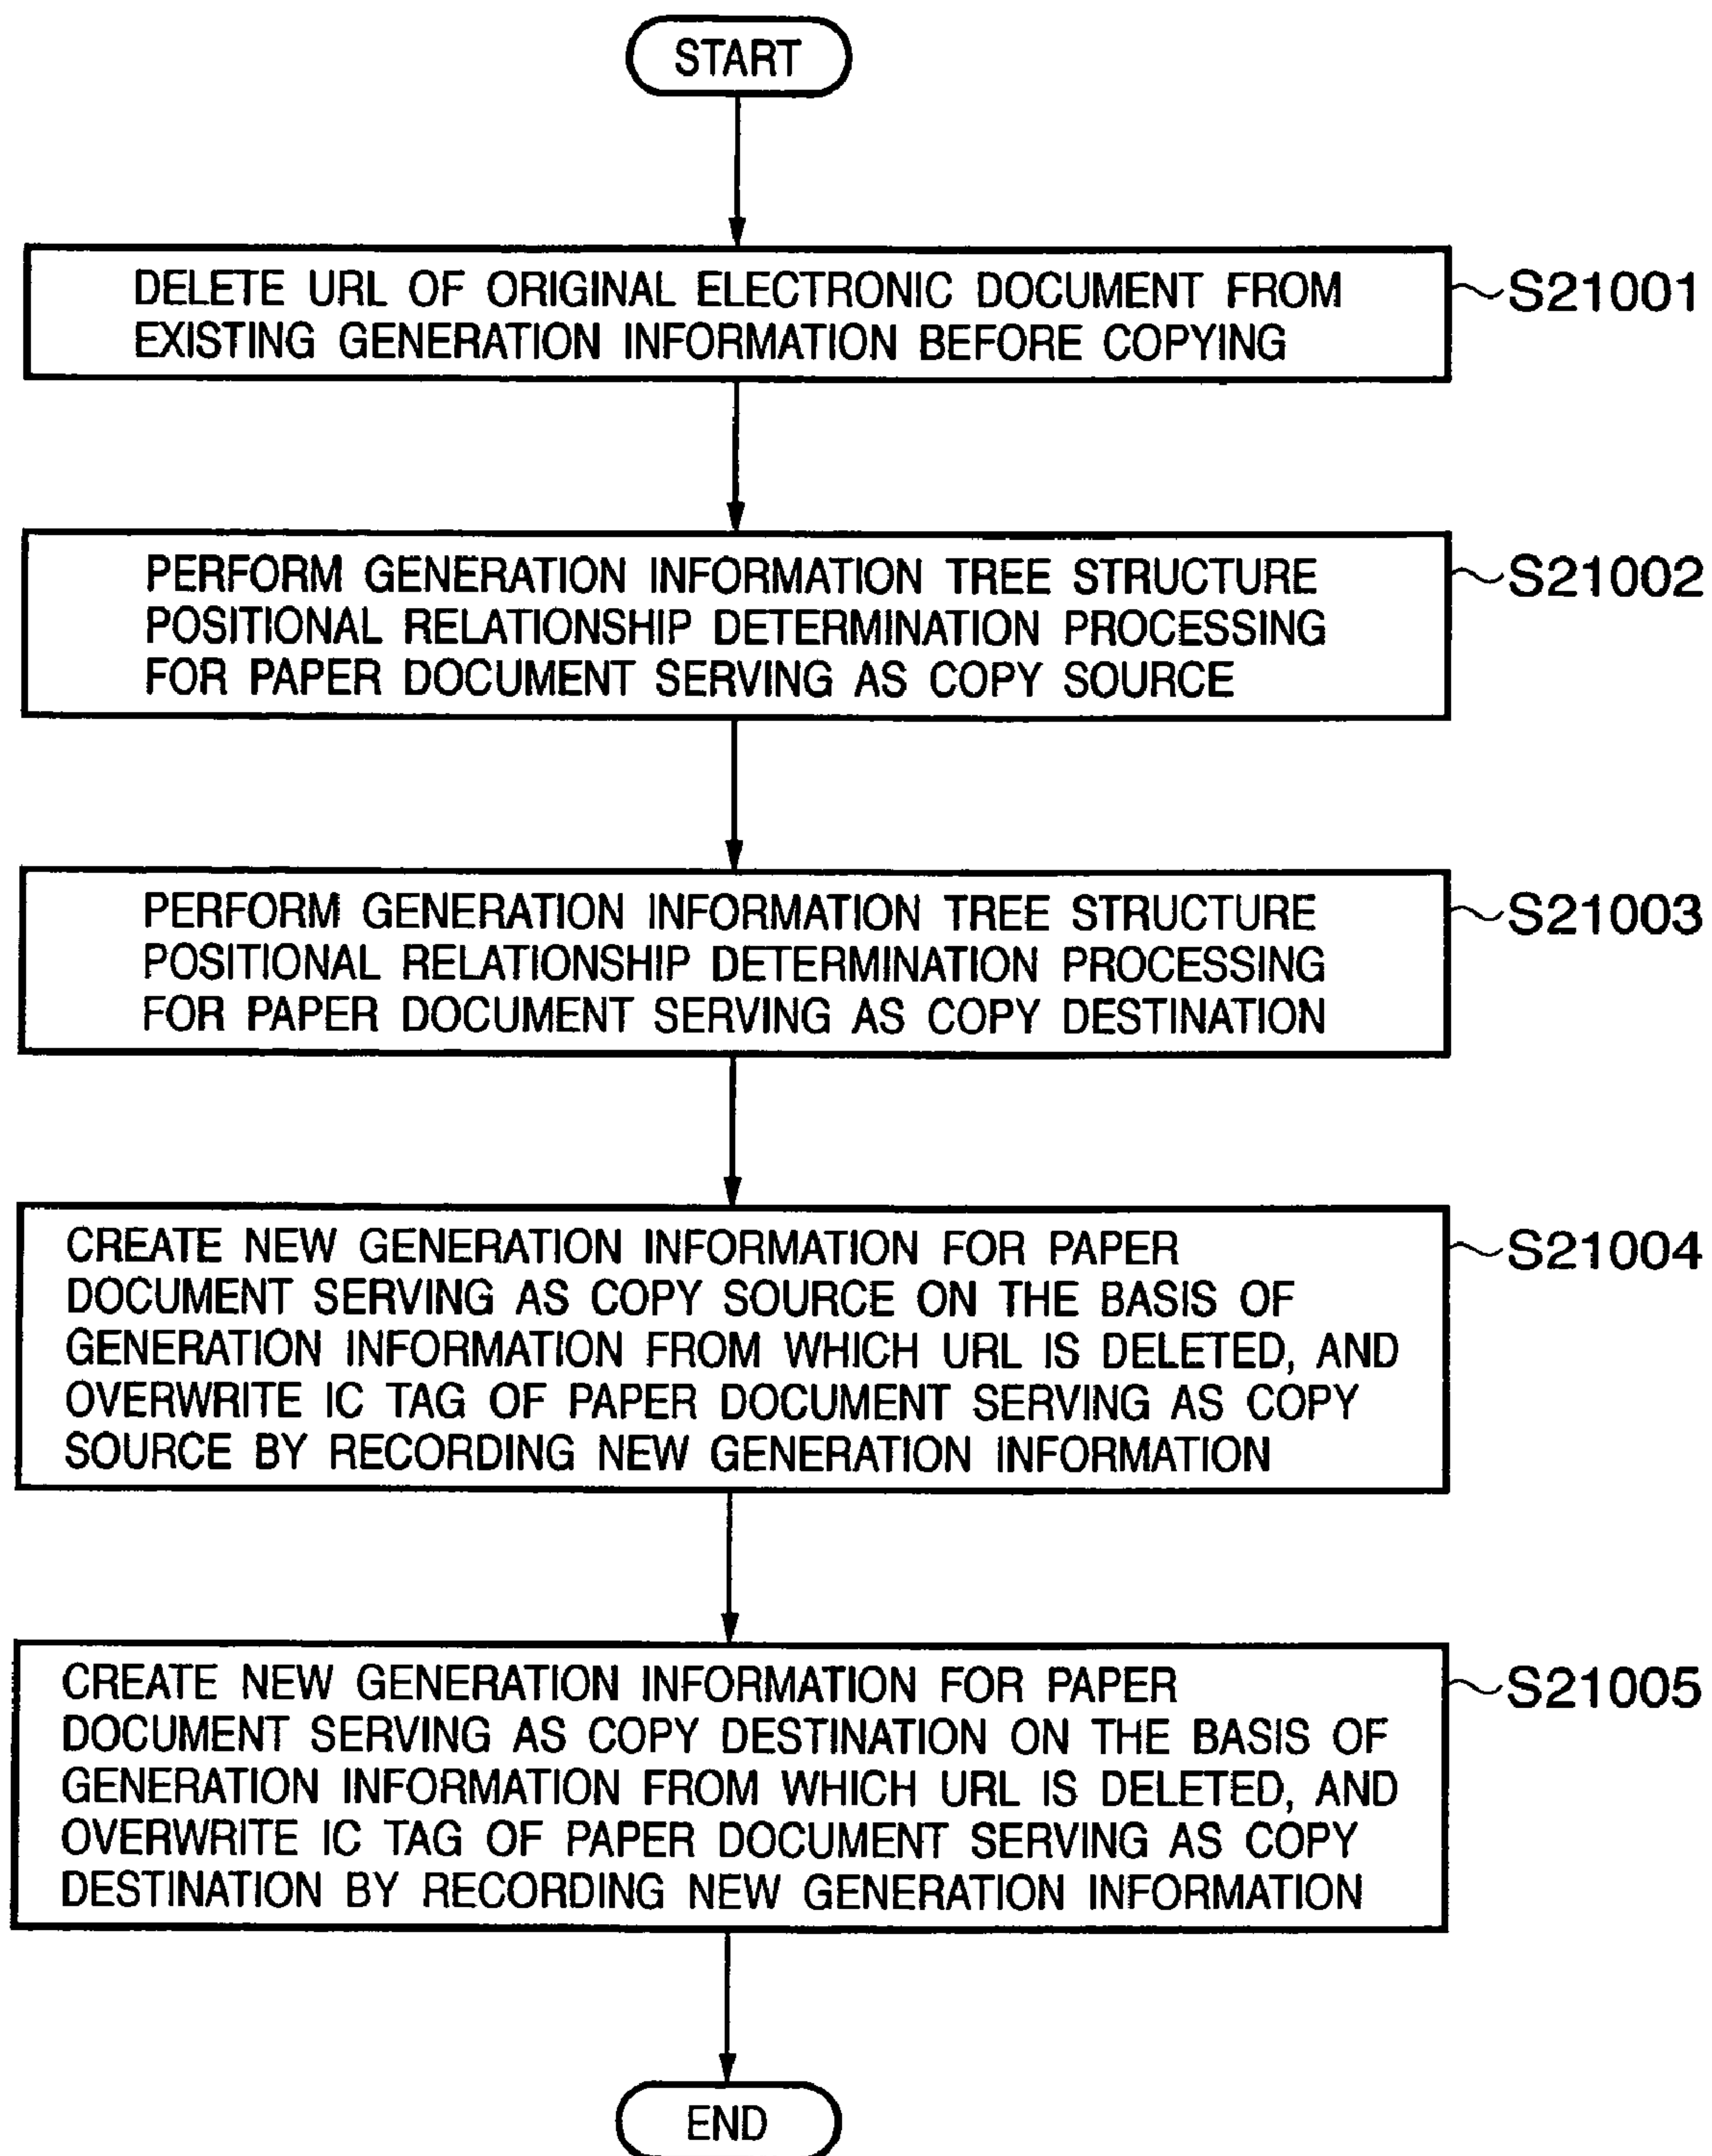 START
DELETE URL OF ORIGINAL ELECTRONIC DOCUMENT FROM
EXISTING GENERATION INFORMATION BEFORE COPYING
S21001
PERFORM GENERATION INFORMATION TREE STRUCTURE
POSITIONAL RELATIONSHIP DETERMINATION PROCESSING
FOR PAPER DOCUMENT SERVING AS COPY SOURCE
S21002
PERFORM GENERATION INFORMATION TREE STRUCTURE
POSITIONAL RELATIONSHIP DETERMINATION PROCESSING
FOR PAPER DOCUMENT SERVING AS COPY DESTINATION
S21003
CREATE NEW GENERATION INFORMATION FOR PAPER
DOCUMENT SERVING AS COPY SOURCE ON THE BASIS OF
GENERATION INFORMATION FROM WHICH URL IS DELETED, AND
OVERWRITE IC TAG OF PAPER DOCUMENT SERVING AS COPY
SOURCE BY RECORDING NEW GENERATION INFORMATION
S21004
CREATE NEW GENERATION INFORMATION FOR PAPER
DOCUMENT SERVING AS COPY DESTINATION ON THE BASIS OF
GENERATION INFORMATION FROM WHICH URL IS DELETED, AND
OVERWRITE IC TAG OF PAPER DOCUMENT SERVING AS COPY
DESTINATION BY RECORDING NEW GENERATION INFORMATION
S21005
END